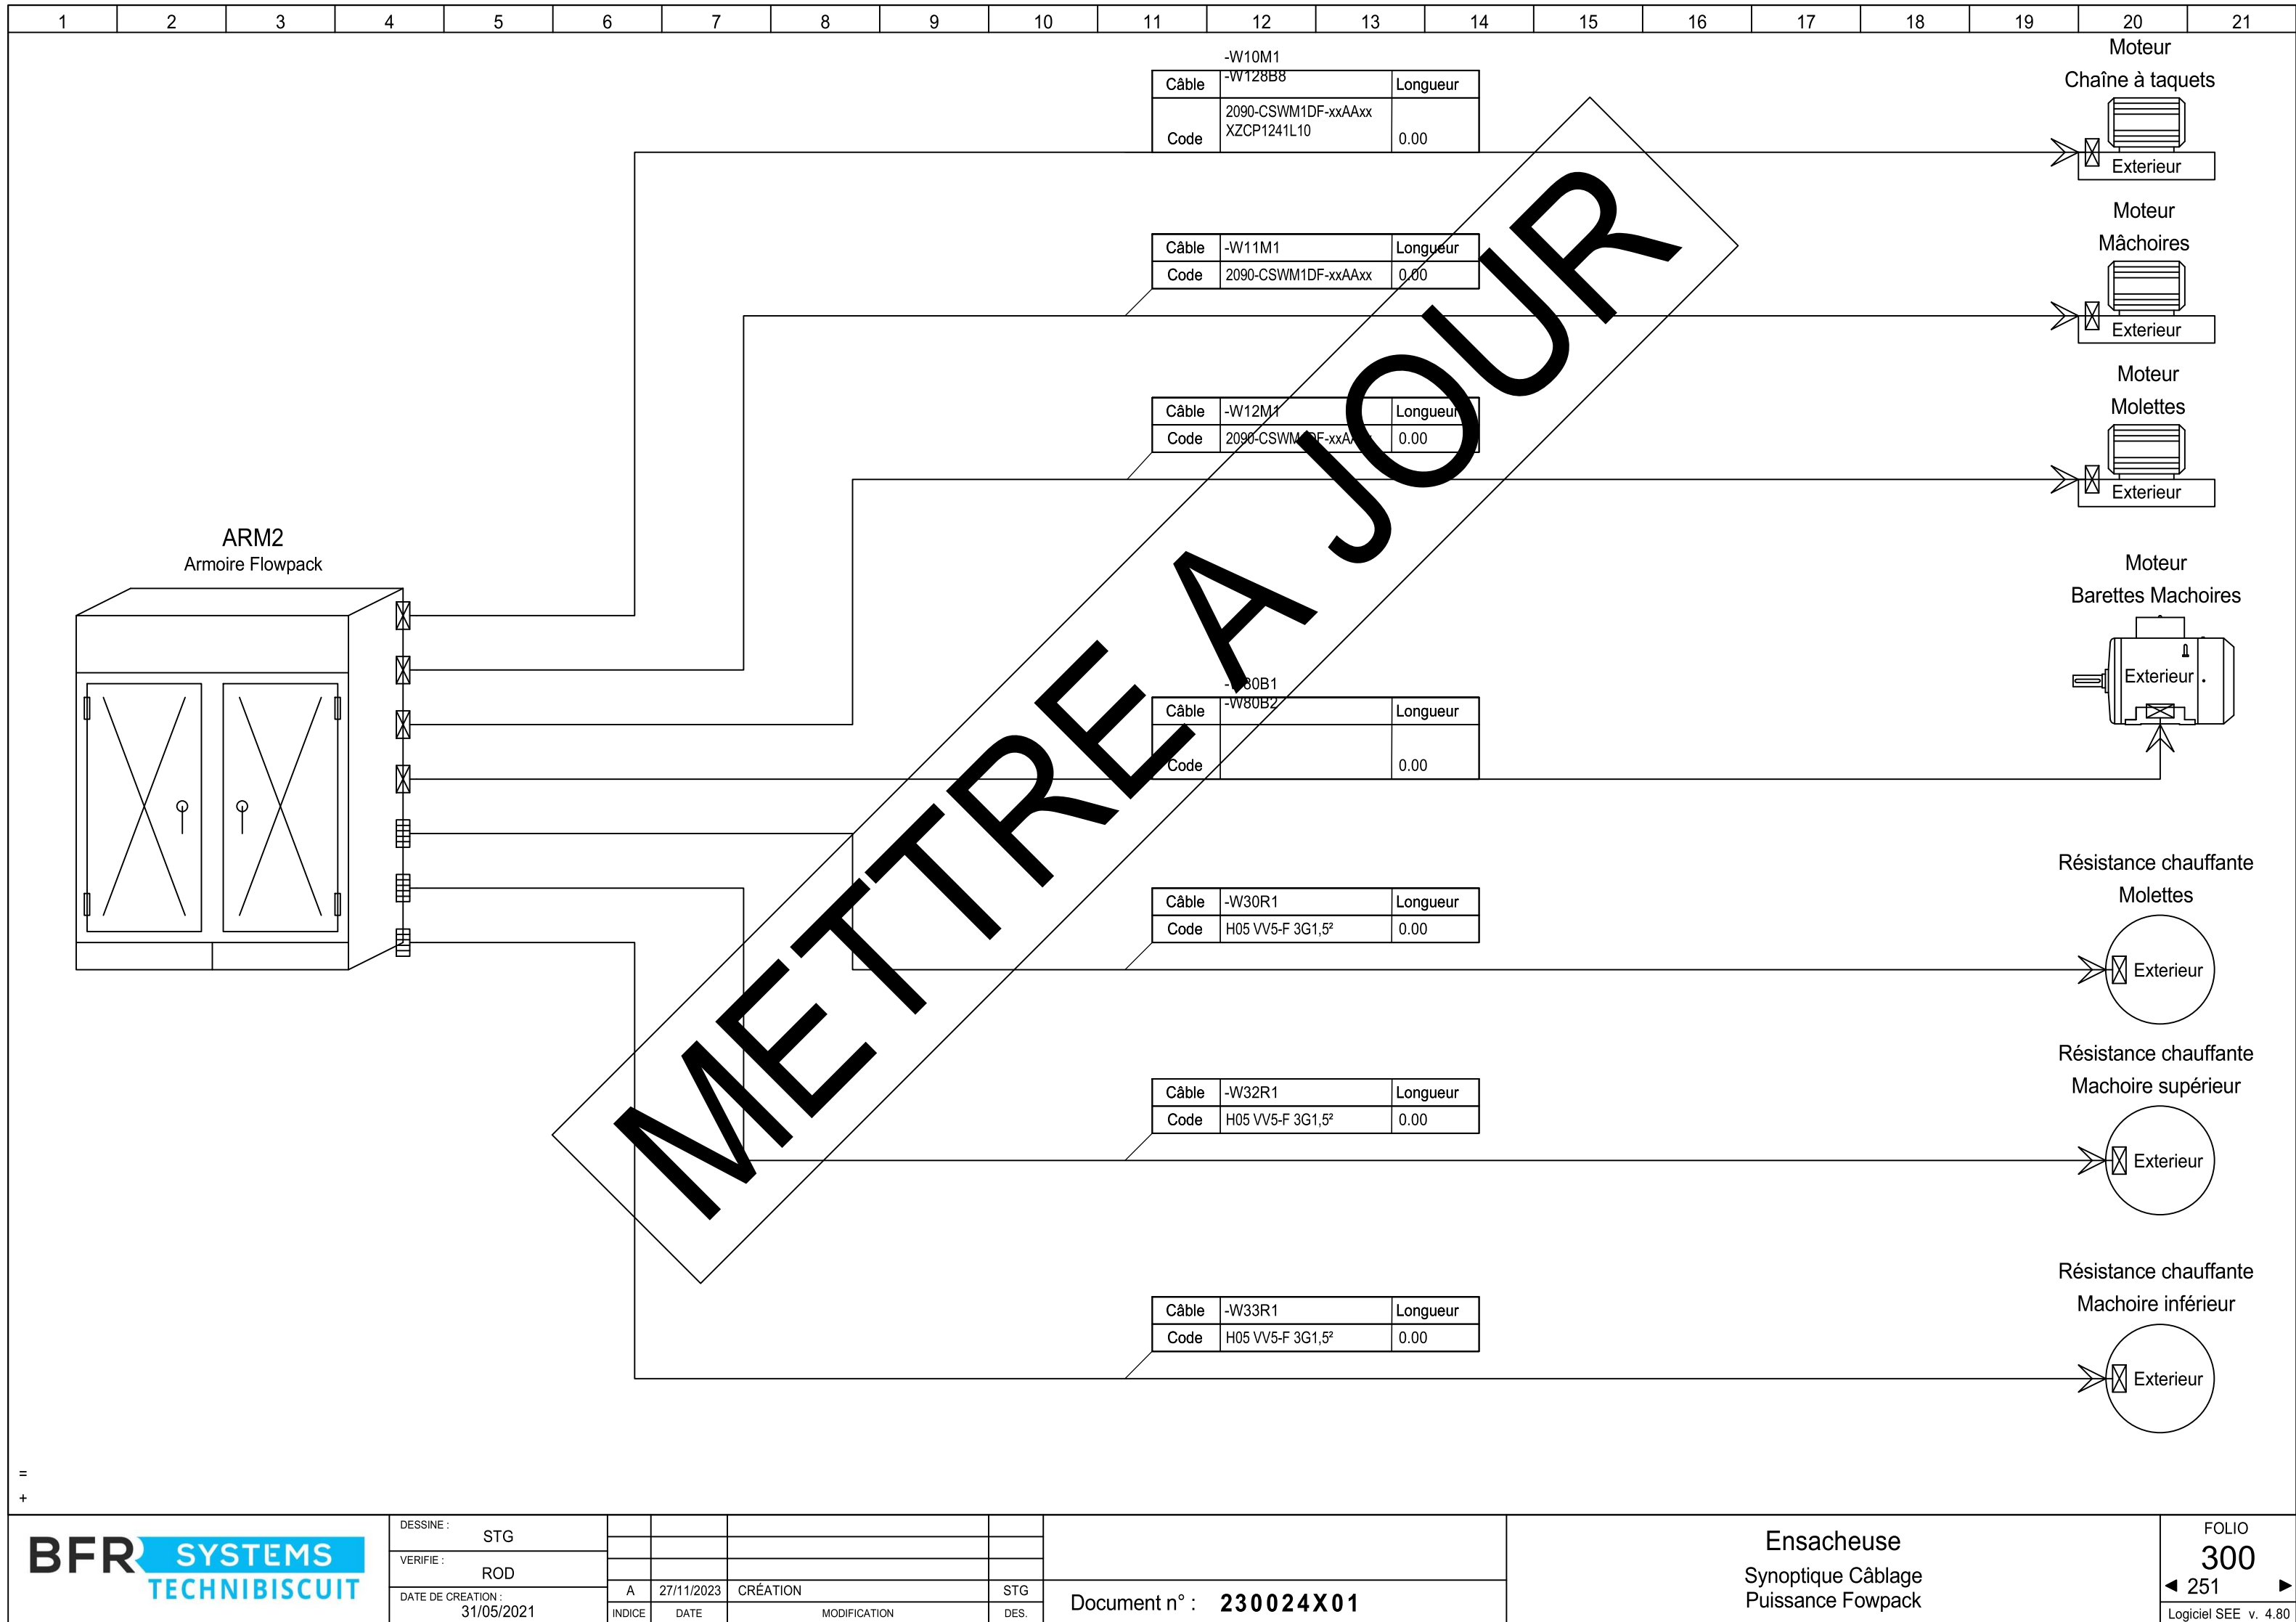 1 2 3 4 5 6 7 8 9 10 11 12 13 14 15 16 17 18 19 20 21
-W10M1
Câble -W128B8 Longueur
2090-CSWM1DF-xxAAxx
XZCP1241L10
Code 0.00
Moteur
Chaîne à taquets
Exterieur
Câble -W11M1 Longueur
Code 2090-CSWM1DF-xxAAxx 0.00
Moteur
Mâchoires
Exterieur
Câble -W12M1 Longueur
Code 0.00
Moteur
Molettes
Exterieur
ARM2
Armoire Flowpack
METTRE A JOUR
Câble -W80B2 Longueur
Code 0.00
Moteur
Barettes Machoires
Exterieur
Câble -W30R1 Longueur
Code H05 VV5-F 3G1,5² 0.00
Résistance chauffante
Molettes
Exterieur
Câble -W32R1 Longueur
Code H05 VV5-F 3G1,5² 0.00
Résistance chauffante
Machoire supérieur
Exterieur
Câble -W33R1 Longueur
Code H05 VV5-F 3G1,5² 0.00
Résistance chauffante
Machoire inférieur
Exterieur
=
+
BFR SYSTEMS
TECHNIBISCUIT
DESSINE :
STG
VERIFIE :
ROD
DATE DE CREATION :
31/05/2021
A 27/11/2023 CRÉATION STG
INDICE DATE MODIFICATION DES.
Document n° : 230024X01
Ensacheuse
Synoptique Câblage
Puissance Fowpack
FOLIO
300
◄ 251 ►
Logiciel SEE v. 4.80